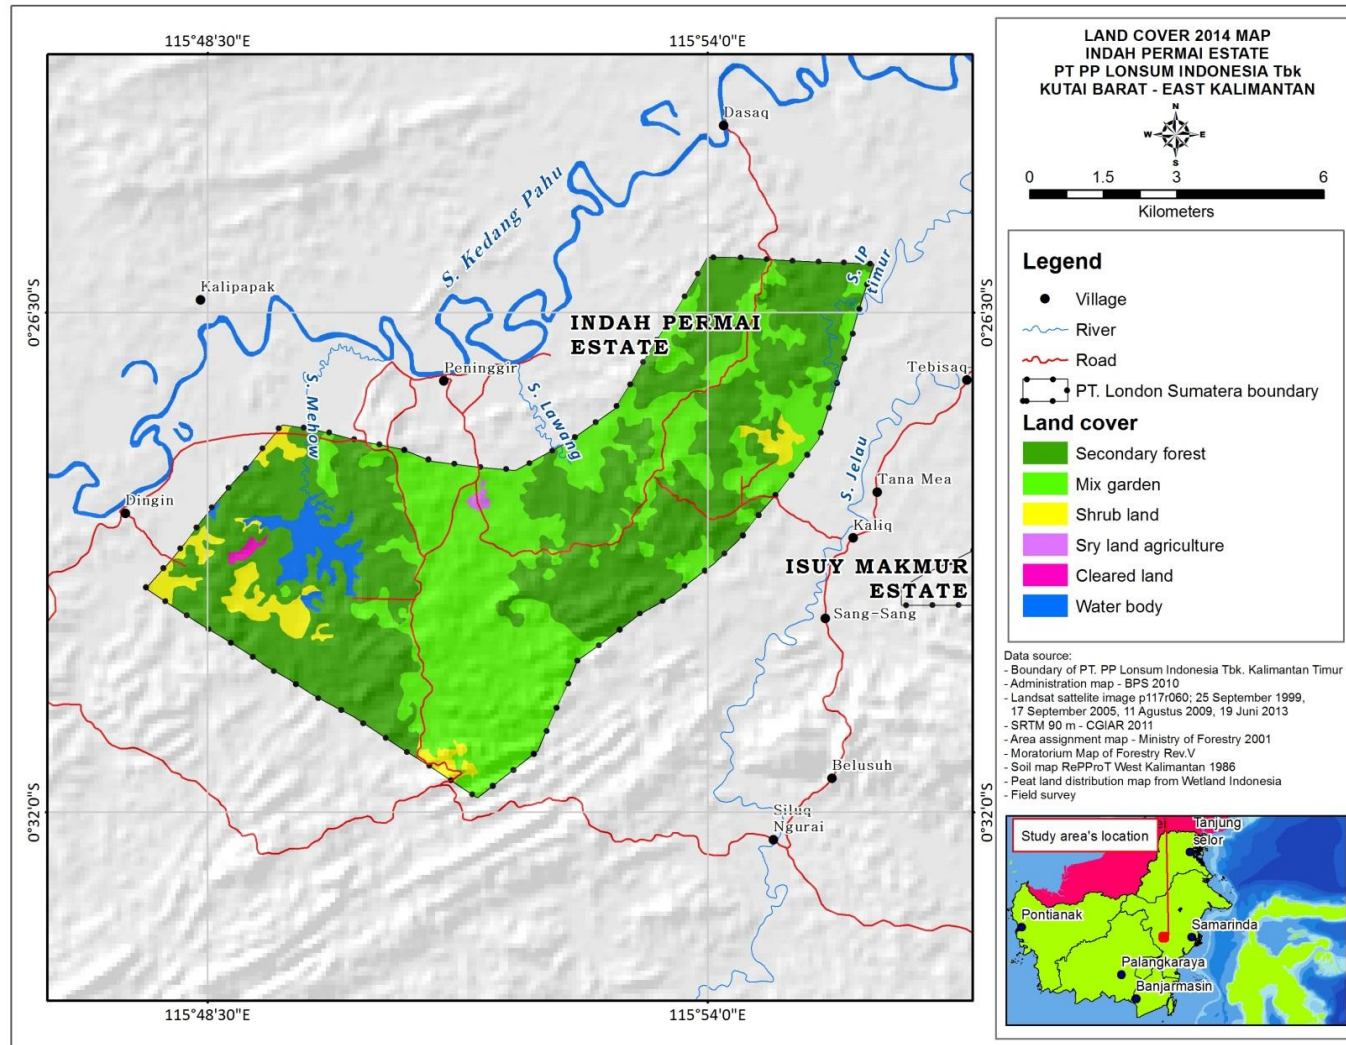 115°48'30"E
115°54'0"E
Dasaq
S. Kedang Pahu
Kalipapak
0°26'30"S
0°26'30"S
S. IP
timur
INDAH PERMAI
ESTATE
Peninggir
Tebisaq
S. Mehow
S. Lawang
S. Jelau
Dingin
Tana Mea
Kaliq
ISUY MAKMUR
ESTATE
Sang-Sang
Belusuh
0°32'0"S
0°32'0"S
Siluq
Ngurai
115°48'30"E
115°54'0"E
LAND COVER 2014 MAP
INDAH PERMAI ESTATE
PT PP LONSUM INDONESIA Tbk
KUTAI BARAT - EAST KALIMANTAN
N
W E
S
0 1.5 3 6
Kilometers
Legend
Village
River
Road
PT. London Sumatera boundary
Land cover
Secondary forest
Mix garden
Shrub land
Sry land agriculture
Cleared land
Water body
Data source:
- Boundary of PT. PP Lonsum Indonesia Tbk. Kalimantan Timur
- Administration map - BPS 2010
- Landsat sattelite image p117r060; 25 September 1999,
17 September 2005, 11 Agustus 2009, 19 Juni 2013
- SRTM 90 m - CGIAR 2011
- Area assignment map - Ministry of Forestry 2001
- Moratorium Map of Forestry Rev.V
- Soil map RePProT West Kalimantan 1986
- Peat land distribution map from Wetland Indonesia
- Field survey
Study area's location
Tanjung
selor
Pontianak
Samarinda
Palangkaraya
Banjarmasin